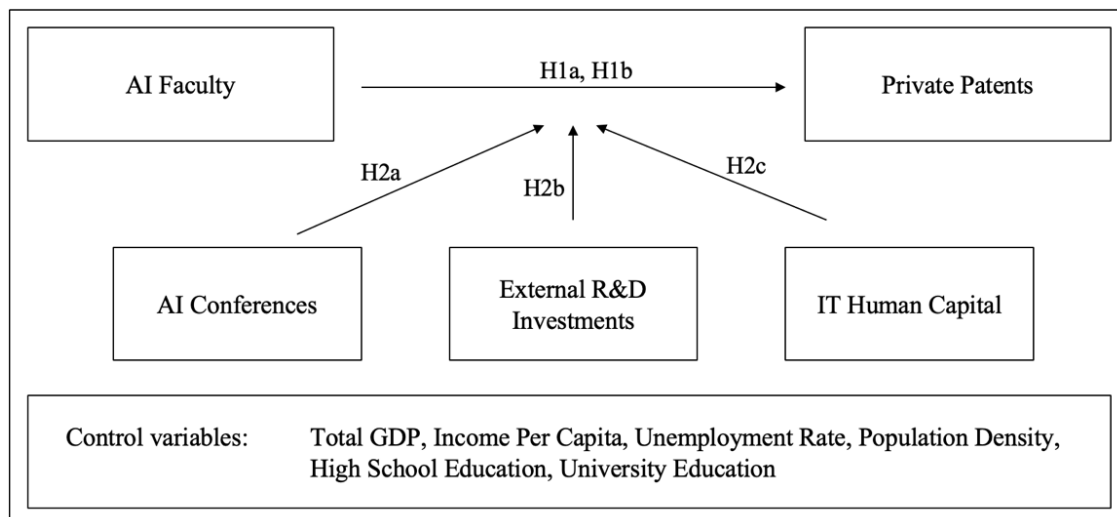 AI Faculty
H1a, H1b
Private Patents
H2a
H2b
H2c
AI Conferences
External R&D
Investments
IT Human Capital
Control variables: Total GDP, Income Per Capita, Unemployment Rate, Population Density,
High School Education, University Education